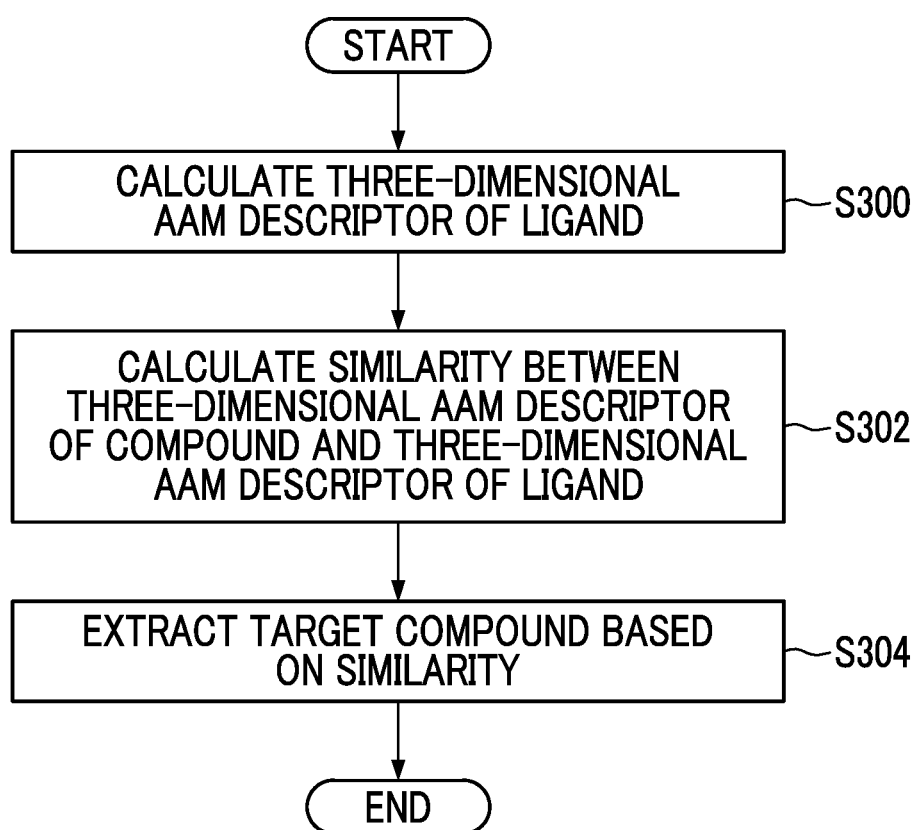 START
CALCULATE THREE-DIMENSIONAL
AAM DESCRIPTOR OF LIGAND
S300
CALCULATE SIMILARITY BETWEEN
THREE-DIMENSIONAL AAM DESCRIPTOR
OF COMPOUND AND THREE-DIMENSIONAL
AAM DESCRIPTOR OF LIGAND
S302
EXTRACT TARGET COMPOUND BASED
ON SIMILARITY
S304
END